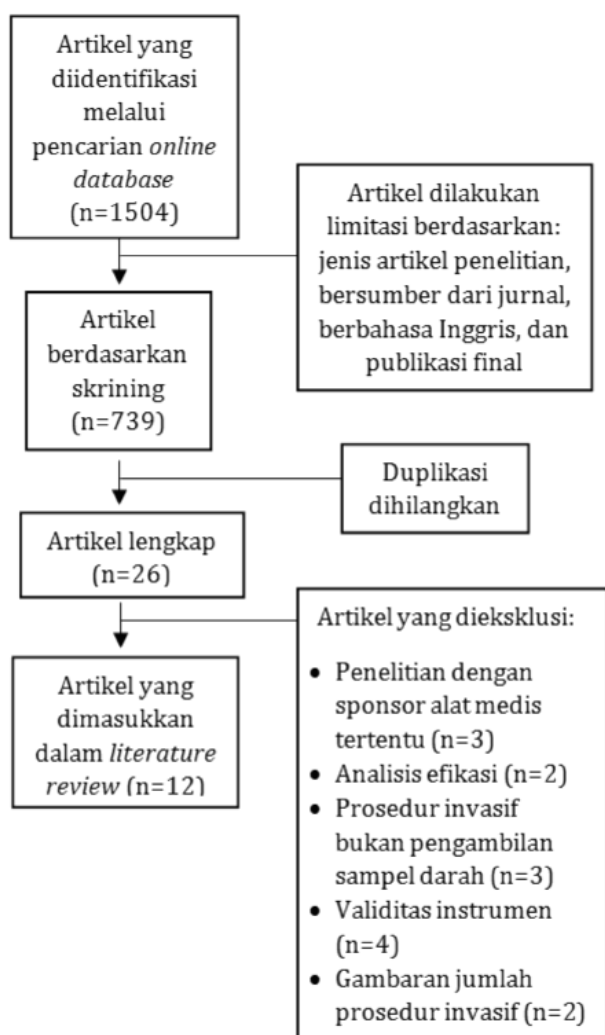 Artikel yang
diidentifikasi
melalui
pencarian online
database
(n=1504)
Artikel dilakukan
limitasi berdasarkan:
jenis artikel penelitian,
bersumber dari jurnal,
berbahasa Inggris, dan
publikasi final
Artikel
berdasarkan
skrining
(n=739)
Duplikasi
dihilangkan
Artikel lengkap
(n=26)
Artikel yang dieksklusi:
• Penelitian dengan
sponsor alat medis
tertentu (n=3)
• Analisis efikasi (n=2)
• Prosedur invasif
bukan pengambilan
sampel darah (n=3)
• Validitas instrumen
(n=4)
• Gambaran jumlah
prosedur invasif (n=2)
Artikel yang
dimasukkan
dalam literature
review (n=12)